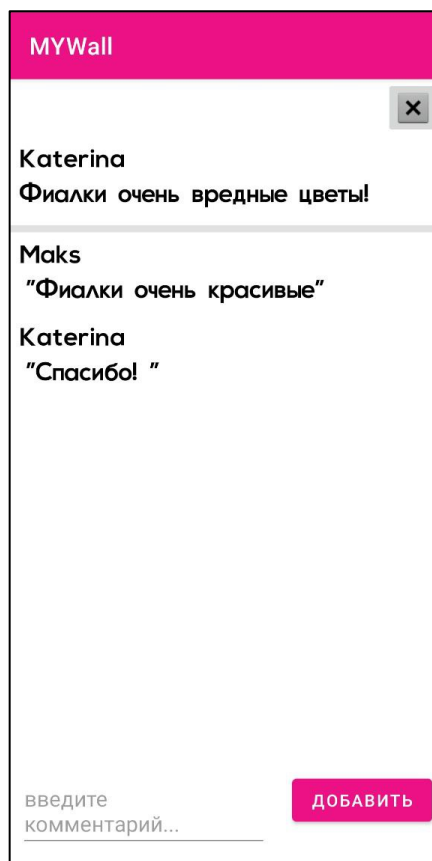 MYWall
Katerina
Фиалки очень вредные цветы!
Maks
"Фиалки очень красивые"
Katerina
"Спасибо! "
введите
комментарий...
ДОБАВИТЬ